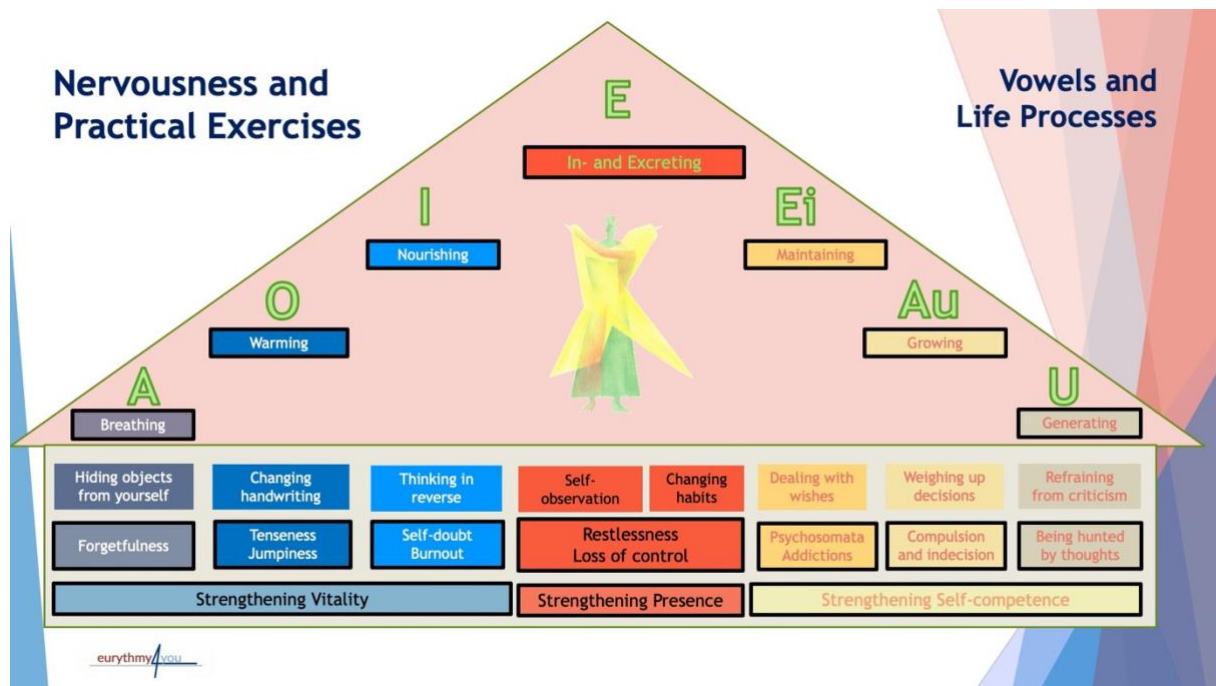 Nervousness and
Practical Exercises
Vowels and
Life Processes
E
In- and Excreting
I
Nourishing
Ei
Maintaining
O
Warming
Au
Growing
A
Breathing
U
Generating
Hiding objects
from yourself
Changing
handwriting
Thinking in
reverse
Self-
observation
Changing
habits
Dealing with
wishes
Weighing up
decisions
Refraining
from criticism
Forgetfulness
Tenseness
Jumpiness
Self-doubt
Burnout
Restlessness
Loss of control
Psychosomata
Addictions
Compulsion
and indecision
Being hunted
by thoughts
Strengthening Vitality
Strengthening Presence
Strengthening Self-competence
eurythmy4you